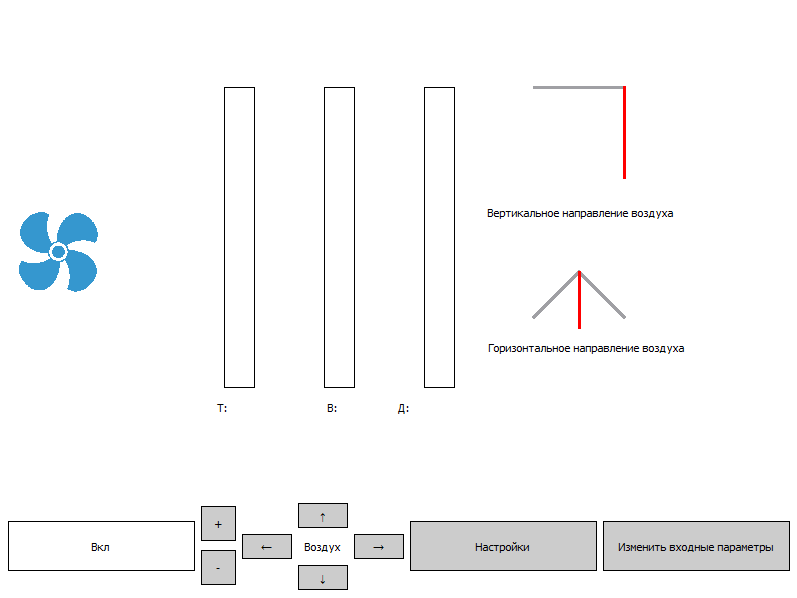 Вертикальное направление воздуха
Горизонтальное направление воздуха
Т:
В:
Д:
Вкл
+
-
←
↑
Воздух
↓
→
Настройки
Изменить входные параметры